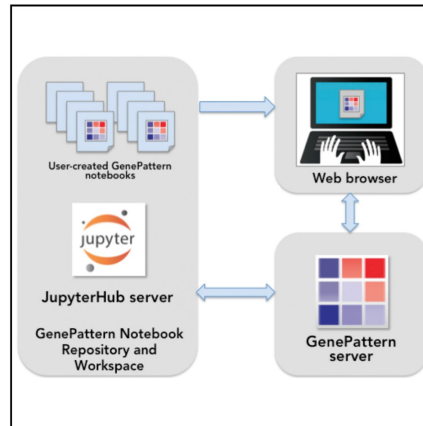 User-created GenePattern
notebooks
jupyter
JupyterHub server
GenePattern Notebook
Repository and
Workspace
Web browser
GenePattern
server